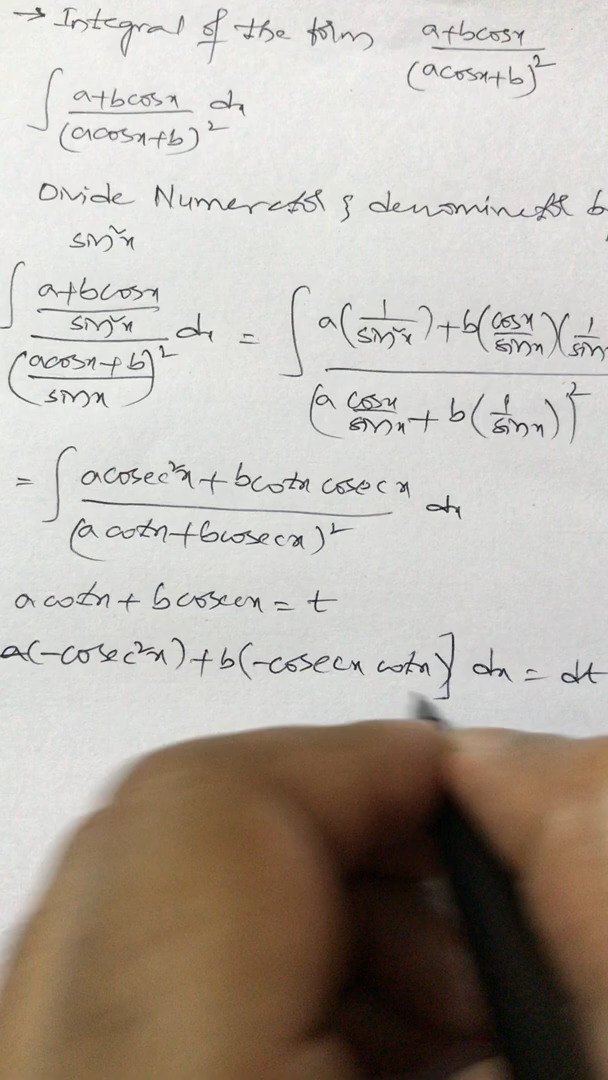 → Integral of the form a+bcosx/(acosx+b)²
∫ a+bcosx/(acosx+b)² dx
Divide Numerator & denominator b
sin²x
∫ (a+bcosx/sin²x)/((acosx+b)/sinx)² dx = ∫ a(1/sin²x)+b(cosx/sinx)(1/sin
(a cosx/sinx + b(1/sinx))²
= ∫ acosec²x+bcotx cosecx/(acotx+bcosecx)² dx
acotx+bcosecx=t
a(-cosec²x)+b(-cosecx cotx)] dx = dt